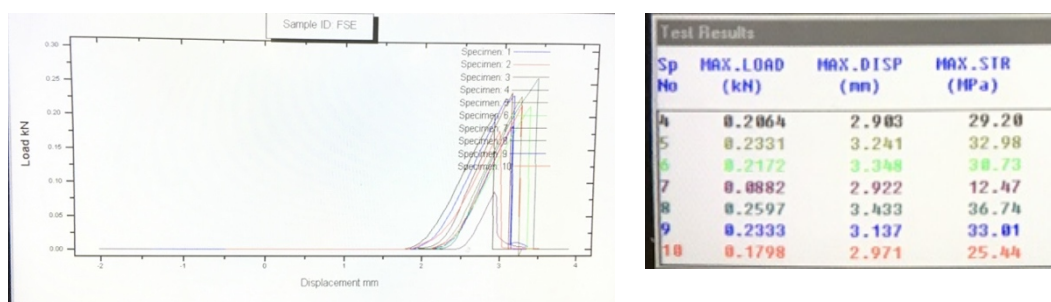 Sample ID: FSE
0.30
0.25
0.20
0.15
0.10
0.05
0.00
Load kN
-2
-1
0
1
2
3
4
Displacement mm
Specimen: 1
Specimen: 2
Specimen: 3
Specimen: 4
Specimen: 5
Specimen: 6
Specimen: 7
Specimen: 8
Specimen: 9
Specimen: 10
Test Results
Sp MAX.LOAD MAX.DISP MAX.STR
No (kN) (mm) (MPa)
4 0.2064 2.903 29.20
5 0.2331 3.241 32.98
6 0.2172 3.348 30.73
7 0.0882 2.922 12.47
8 0.2597 3.433 36.74
9 0.2333 3.137 33.01
10 0.1798 2.971 25.44